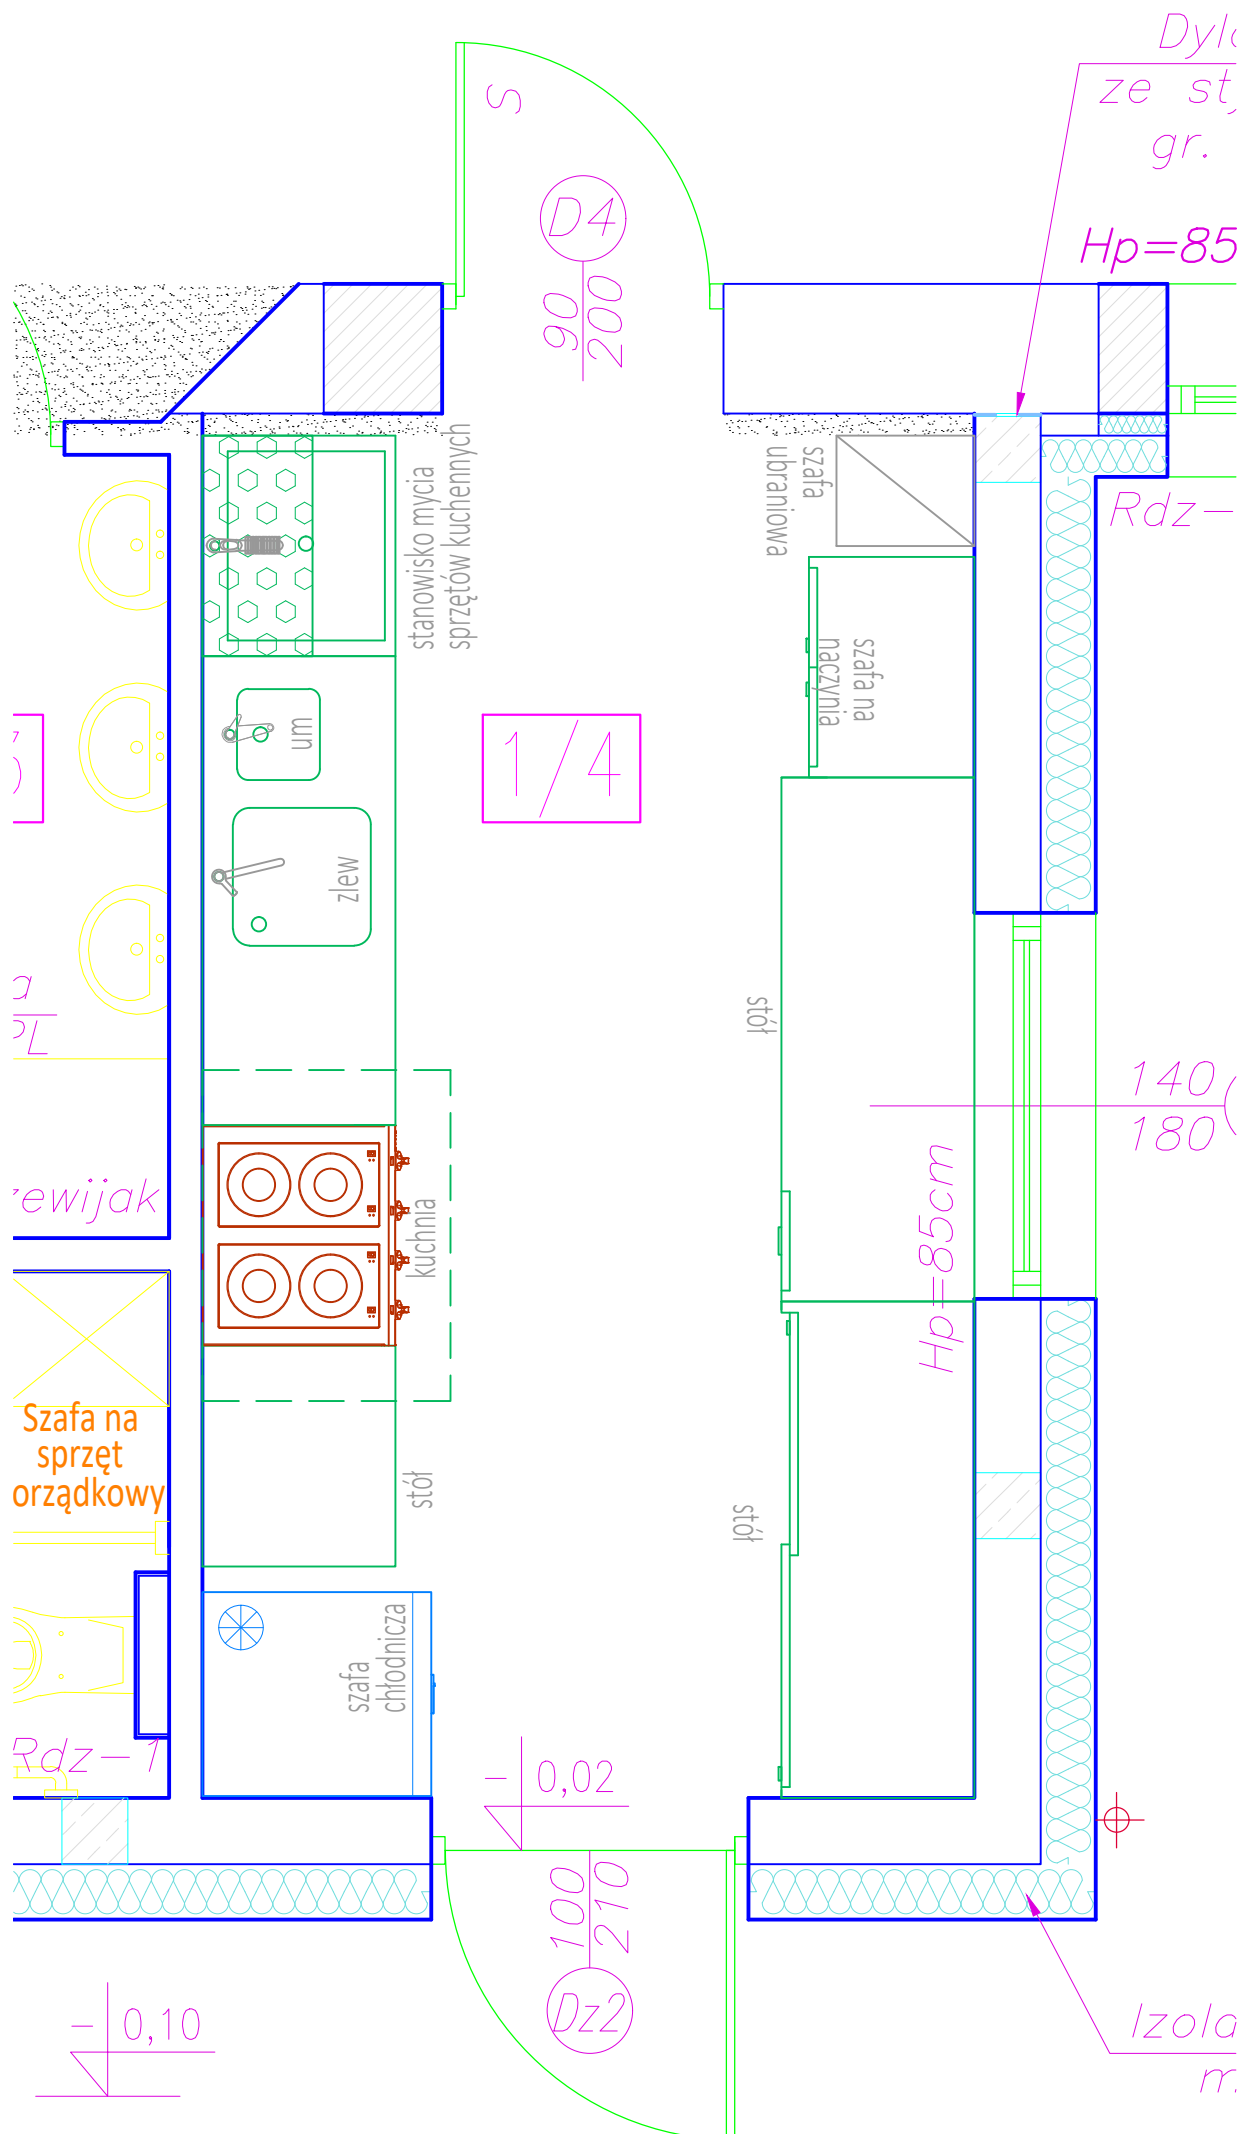 ze
gr.
S
D4
90
200
Hp=85
stanowisko mycia
sprzętów kuchennych
szafa
ubraniowa
Rdz-
szafa na
naczynia
um
1/4
zlew
stół
140
180
Hp=85cm
kuchnia
Szafa na
sprzęt
orządkowy
stół
stół
szafa
chłodnicza
Rdz-1
- 0,02
100
210
Dz2
- 0,10